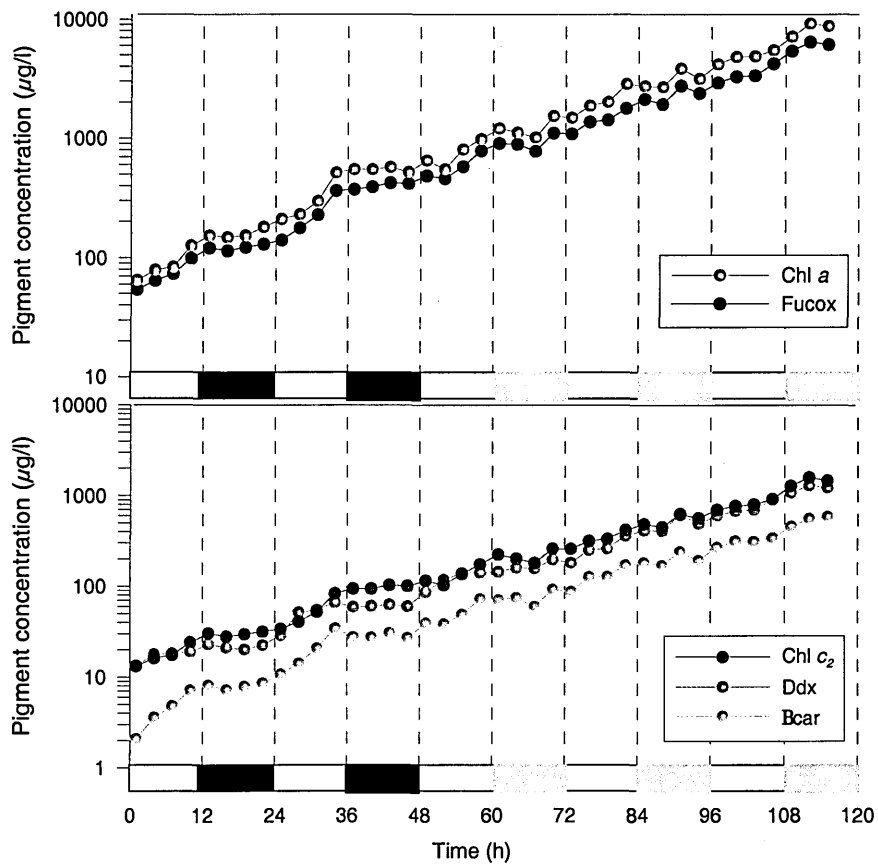 Pigment concentration (µg/l)
10000
1000
100
10
Chl a
Fucox
Pigment concentration (µg/l)
10000
1000
100
10
1
Chl c₂
Ddx
Bcar
0 12 24 36 48 60 72 84 96 108 120
Time (h)